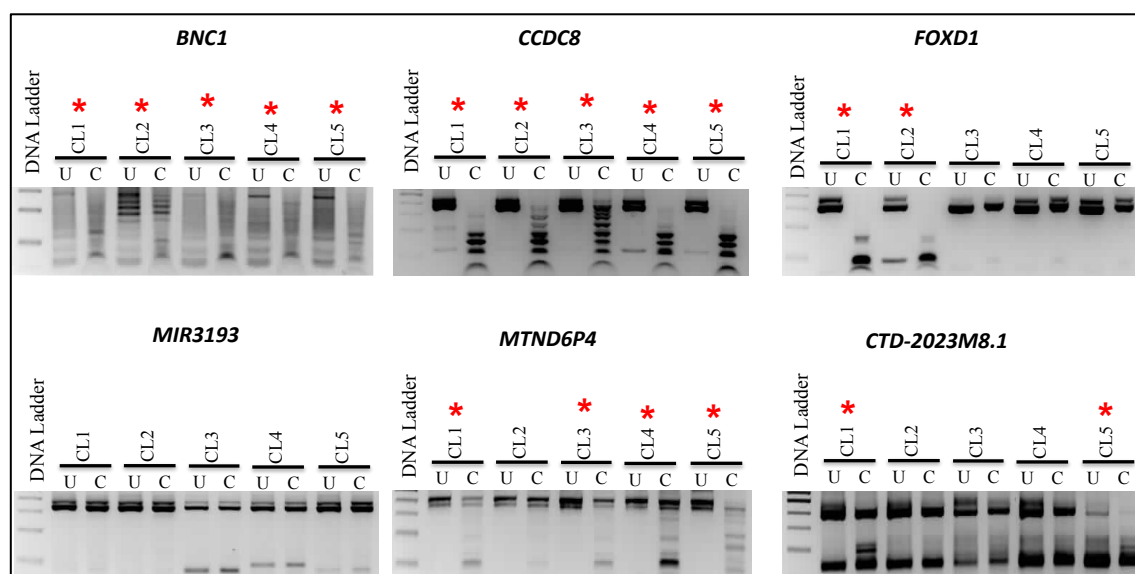 BNC1
CCDC8
FOXD1
DNA Ladder
* * * * *
CL1 CL2 CL3 CL4 CL5
U C U C U C U C U C
DNA Ladder
* * * * *
CL1 CL2 CL3 CL4 CL5
U C U C U C U C U C
DNA Ladder
* *
CL1 CL2 CL3 CL4 CL5
U C U C U C U C U C
MIR3193
MTND6P4
CTD-2023M8.1
DNA Ladder
CL1 CL2 CL3 CL4 CL5
U C U C U C U C U C
DNA Ladder
* * * *
CL1 CL2 CL3 CL4 CL5
U C U C U C U C U C
DNA Ladder
* *
CL1 CL2 CL3 CL4 CL5
U C U C U C U C U C